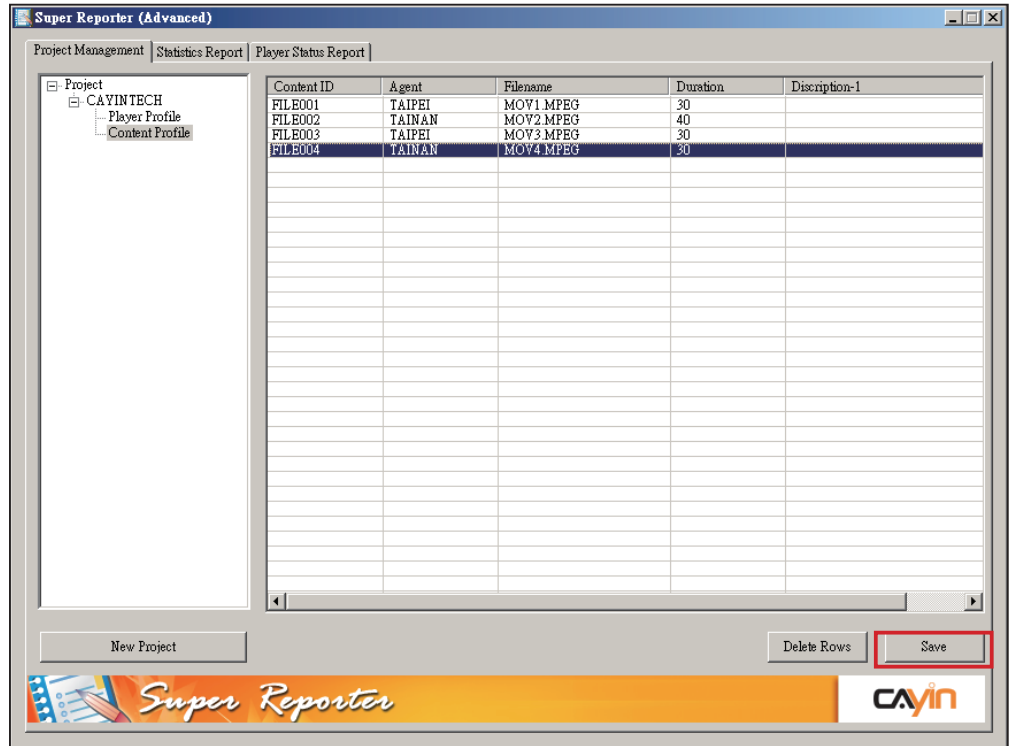 Super Reporter (Advanced)
Project Management Statistics Report Player Status Report
Project
CAYINTECH
Player Profile
Content Profile
Content ID Agent Filename Duration Discription-1
FILE001 TAIPEI MOV1.MPEG 30
FILE002 TAINAN MOV2.MPEG 40
FILE003 TAIPEI MOV3.MPEG 30
FILE004 TAINAN MOV4.MPEG 30
New Project Delete Rows Save
Super Reporter CAyin